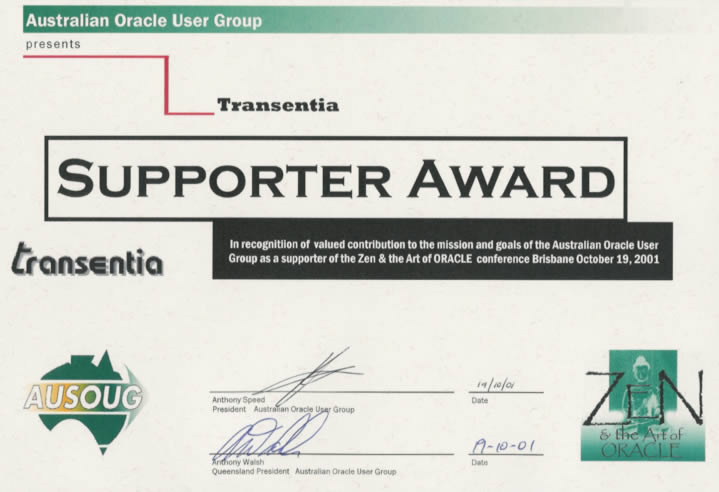 Australian Oracle User Group
presents
Transentia
SUPPORTER AWARD
In recognitiion of valued contribution to the mission and goals of the Australian Oracle User
Group as a supporter of the Zen & the Art of ORACLE conference Brisbane October 19, 2001
transentia
AUSOUG
19/10/01
Anthony Speed
Date
President Australian Oracle User Group
19-10-01
Anthony Walsh
Date
Queensland President Australian Oracle User Group
ZEN
& the Art of
ORACLE